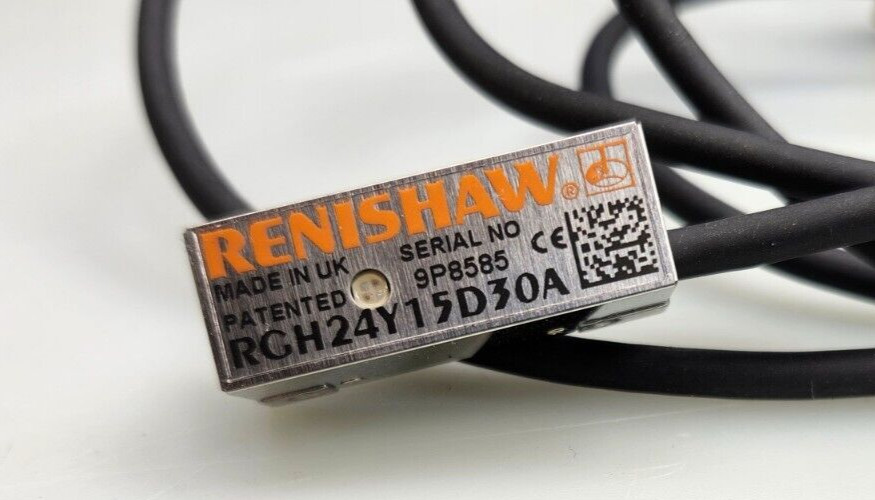 RENISHAW®
MADE IN UK
PATENTED
SERIAL NO
9P8585
CE
RGH24Y15D30A